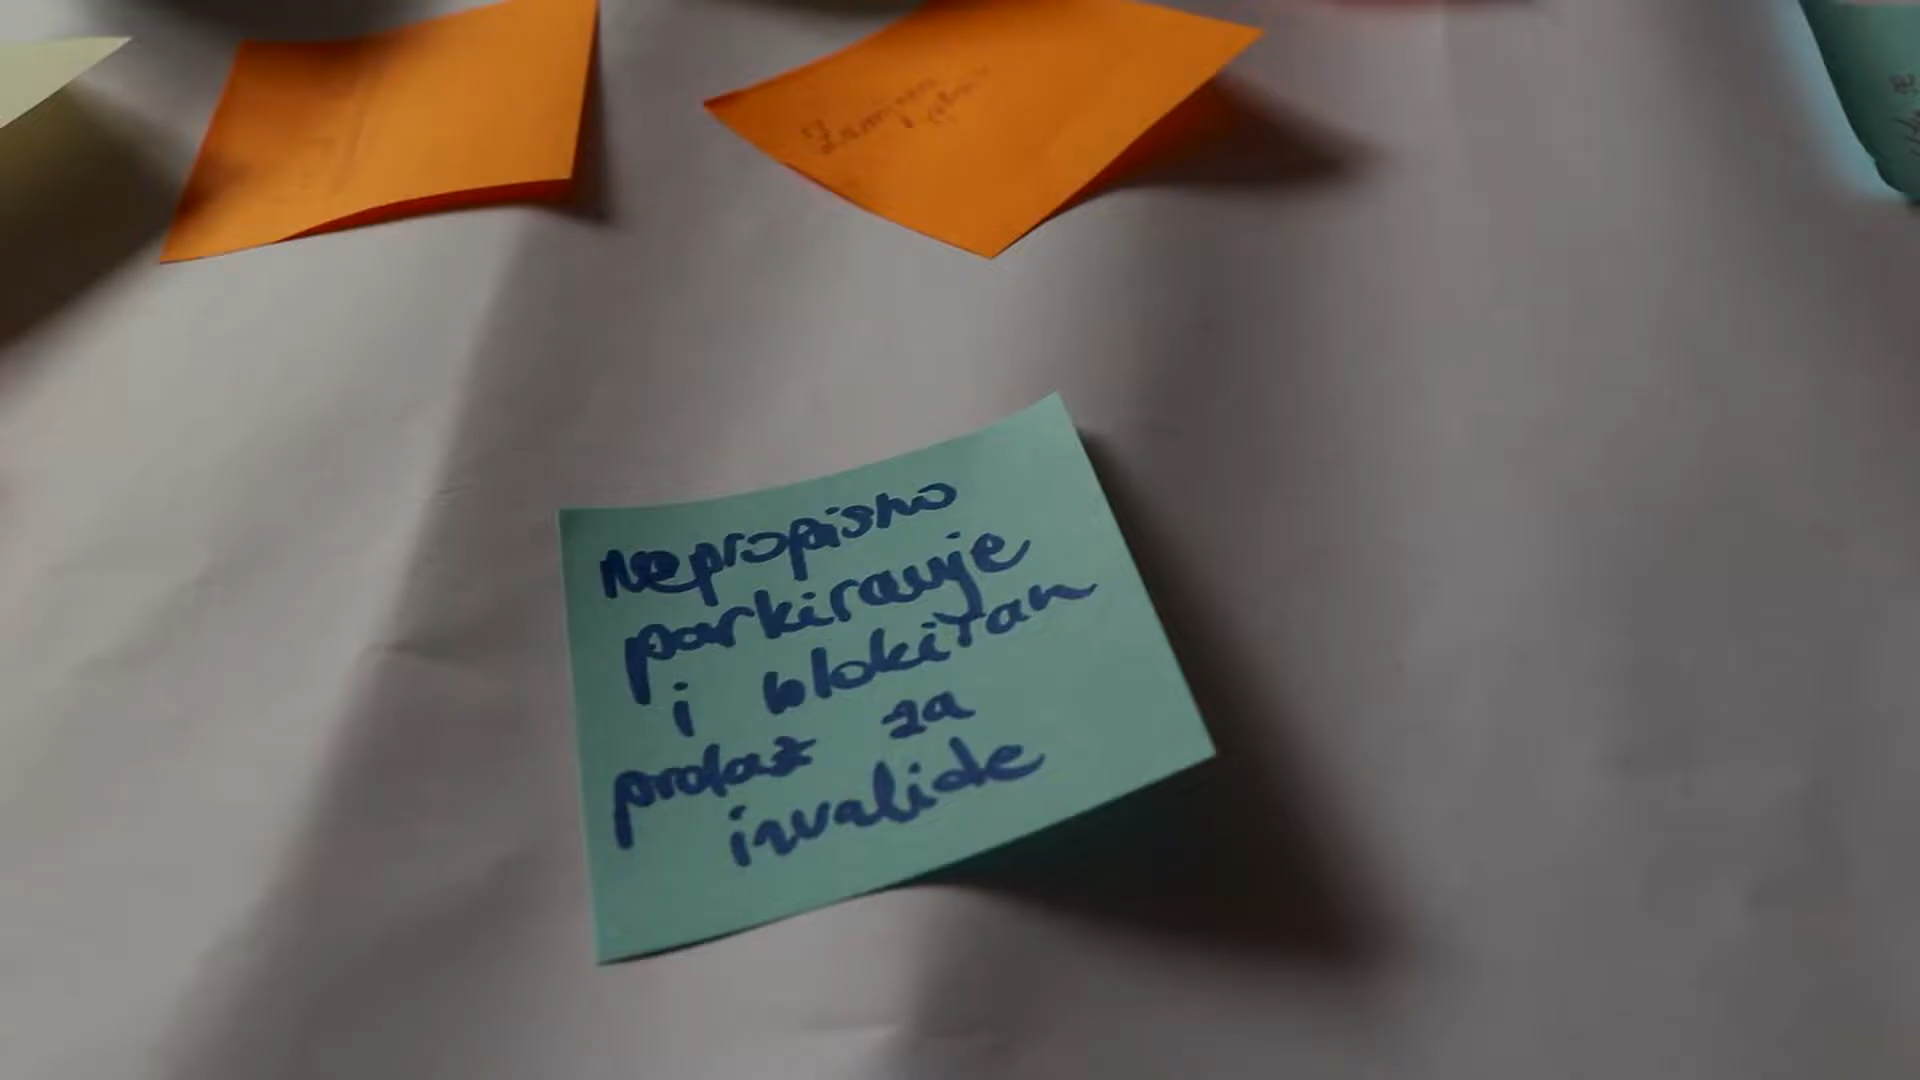 Nepropisno
parkiranje
i blokiran
prolaz za
invalide